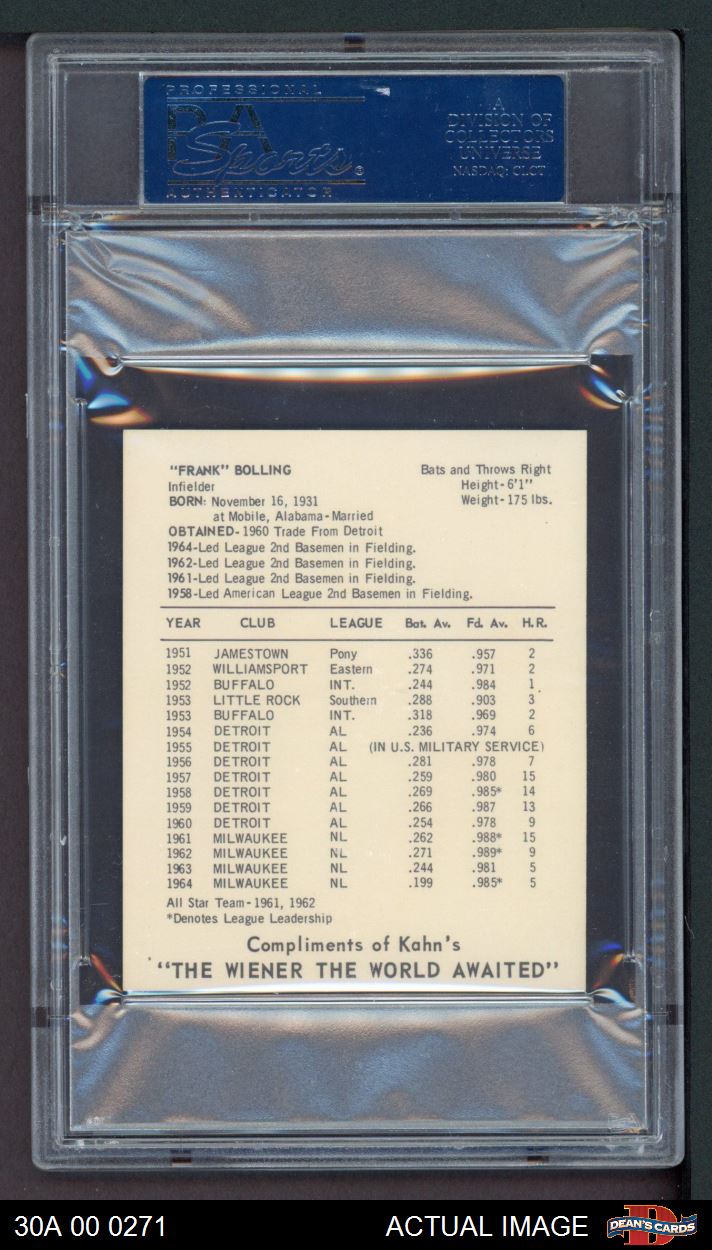 PROFESSIONAL
PSA
Sports®
AUTHENTICATOR
A
DIVISION OF
COLLECTORS
UNIVERSE
NASDAQ: CLCT
"FRANK" BOLLING Bats and Throws Right
Infielder Height-6'1"
BORN: November 16, 1931 Weight-175 lbs.
at Mobile, Alabama-Married
OBTAINED-1960 Trade From Detroit
1964-Led League 2nd Basemen in Fielding.
1962-Led League 2nd Basemen in Fielding.
1961-Led League 2nd Basemen in Fielding.
1958-Led American League 2nd Basemen in Fielding.
YEAR CLUB LEAGUE Bat. Av. Fd. Av. H.R.
1951 JAMESTOWN Pony .336 .957 2
1952 WILLIAMSPORT Eastern .274 .971 2
1952 BUFFALO INT. .244 .984 1
1953 LITTLE ROCK Southern .288 .903 3
1953 BUFFALO INT. .318 .969 2
1954 DETROIT AL .236 .974 6
1955 DETROIT AL (IN U.S. MILITARY SERVICE)
1956 DETROIT AL .281 .978 7
1957 DETROIT AL .259 .980 15
1958 DETROIT AL .269 .985* 14
1959 DETROIT AL .266 .987 13
1960 DETROIT AL .254 .978 9
1961 MILWAUKEE NL .262 .988* 15
1962 MILWAUKEE NL .271 .989* 9
1963 MILWAUKEE NL .244 .981 5
1964 MILWAUKEE NL .199 .985* 5
All Star Team-1961, 1962
*Denotes League Leadership
Compliments of Kahn's
"THE WIENER THE WORLD AWAITED"
30A 00 0271 ACTUAL IMAGE DEAN'S CARDS